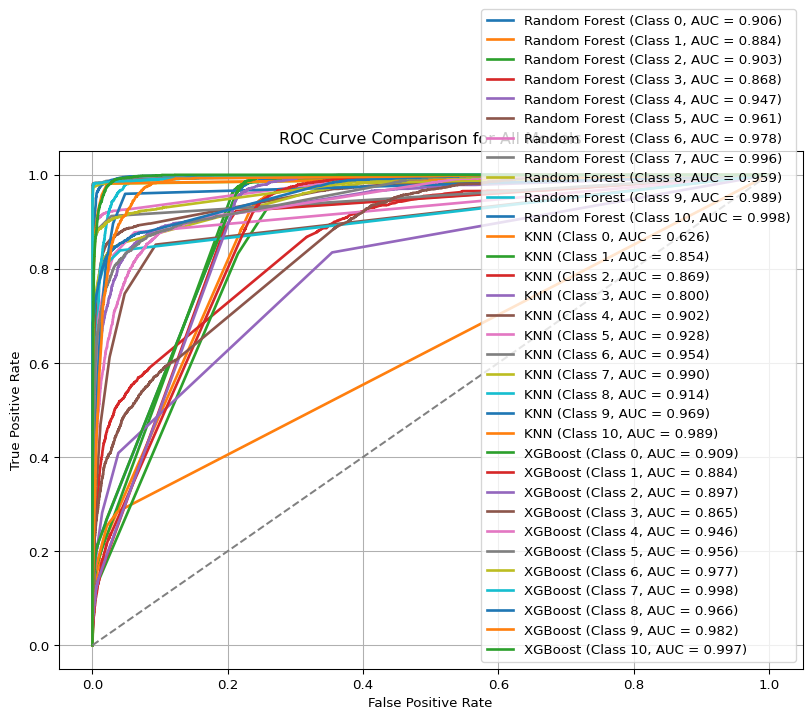 Random Forest (Class 0, AUC = 0.906)
Random Forest (Class 1, AUC = 0.884)
Random Forest (Class 2, AUC = 0.903)
Random Forest (Class 3, AUC = 0.868)
Random Forest (Class 4, AUC = 0.947)
Random Forest (Class 5, AUC = 0.961)
Random Forest (Class 6, AUC = 0.978)
Random Forest (Class 7, AUC = 0.996)
Random Forest (Class 8, AUC = 0.959)
Random Forest (Class 9, AUC = 0.989)
Random Forest (Class 10, AUC = 0.998)
KNN (Class 0, AUC = 0.626)
KNN (Class 1, AUC = 0.854)
KNN (Class 2, AUC = 0.869)
KNN (Class 3, AUC = 0.800)
KNN (Class 4, AUC = 0.902)
KNN (Class 5, AUC = 0.928)
KNN (Class 6, AUC = 0.954)
KNN (Class 7, AUC = 0.990)
KNN (Class 8, AUC = 0.914)
KNN (Class 9, AUC = 0.969)
KNN (Class 10, AUC = 0.989)
XGBoost (Class 0, AUC = 0.909)
XGBoost (Class 1, AUC = 0.884)
XGBoost (Class 2, AUC = 0.897)
XGBoost (Class 3, AUC = 0.865)
XGBoost (Class 4, AUC = 0.946)
XGBoost (Class 5, AUC = 0.956)
XGBoost (Class 6, AUC = 0.977)
XGBoost (Class 7, AUC = 0.998)
XGBoost (Class 8, AUC = 0.966)
XGBoost (Class 9, AUC = 0.982)
XGBoost (Class 10, AUC = 0.997)
ROC Curve Comparison for All Models
True Positive Rate
1.0
0.8
0.6
0.4
0.2
0.0
0.0 0.2 0.4 0.6 0.8 1.0
False Positive Rate